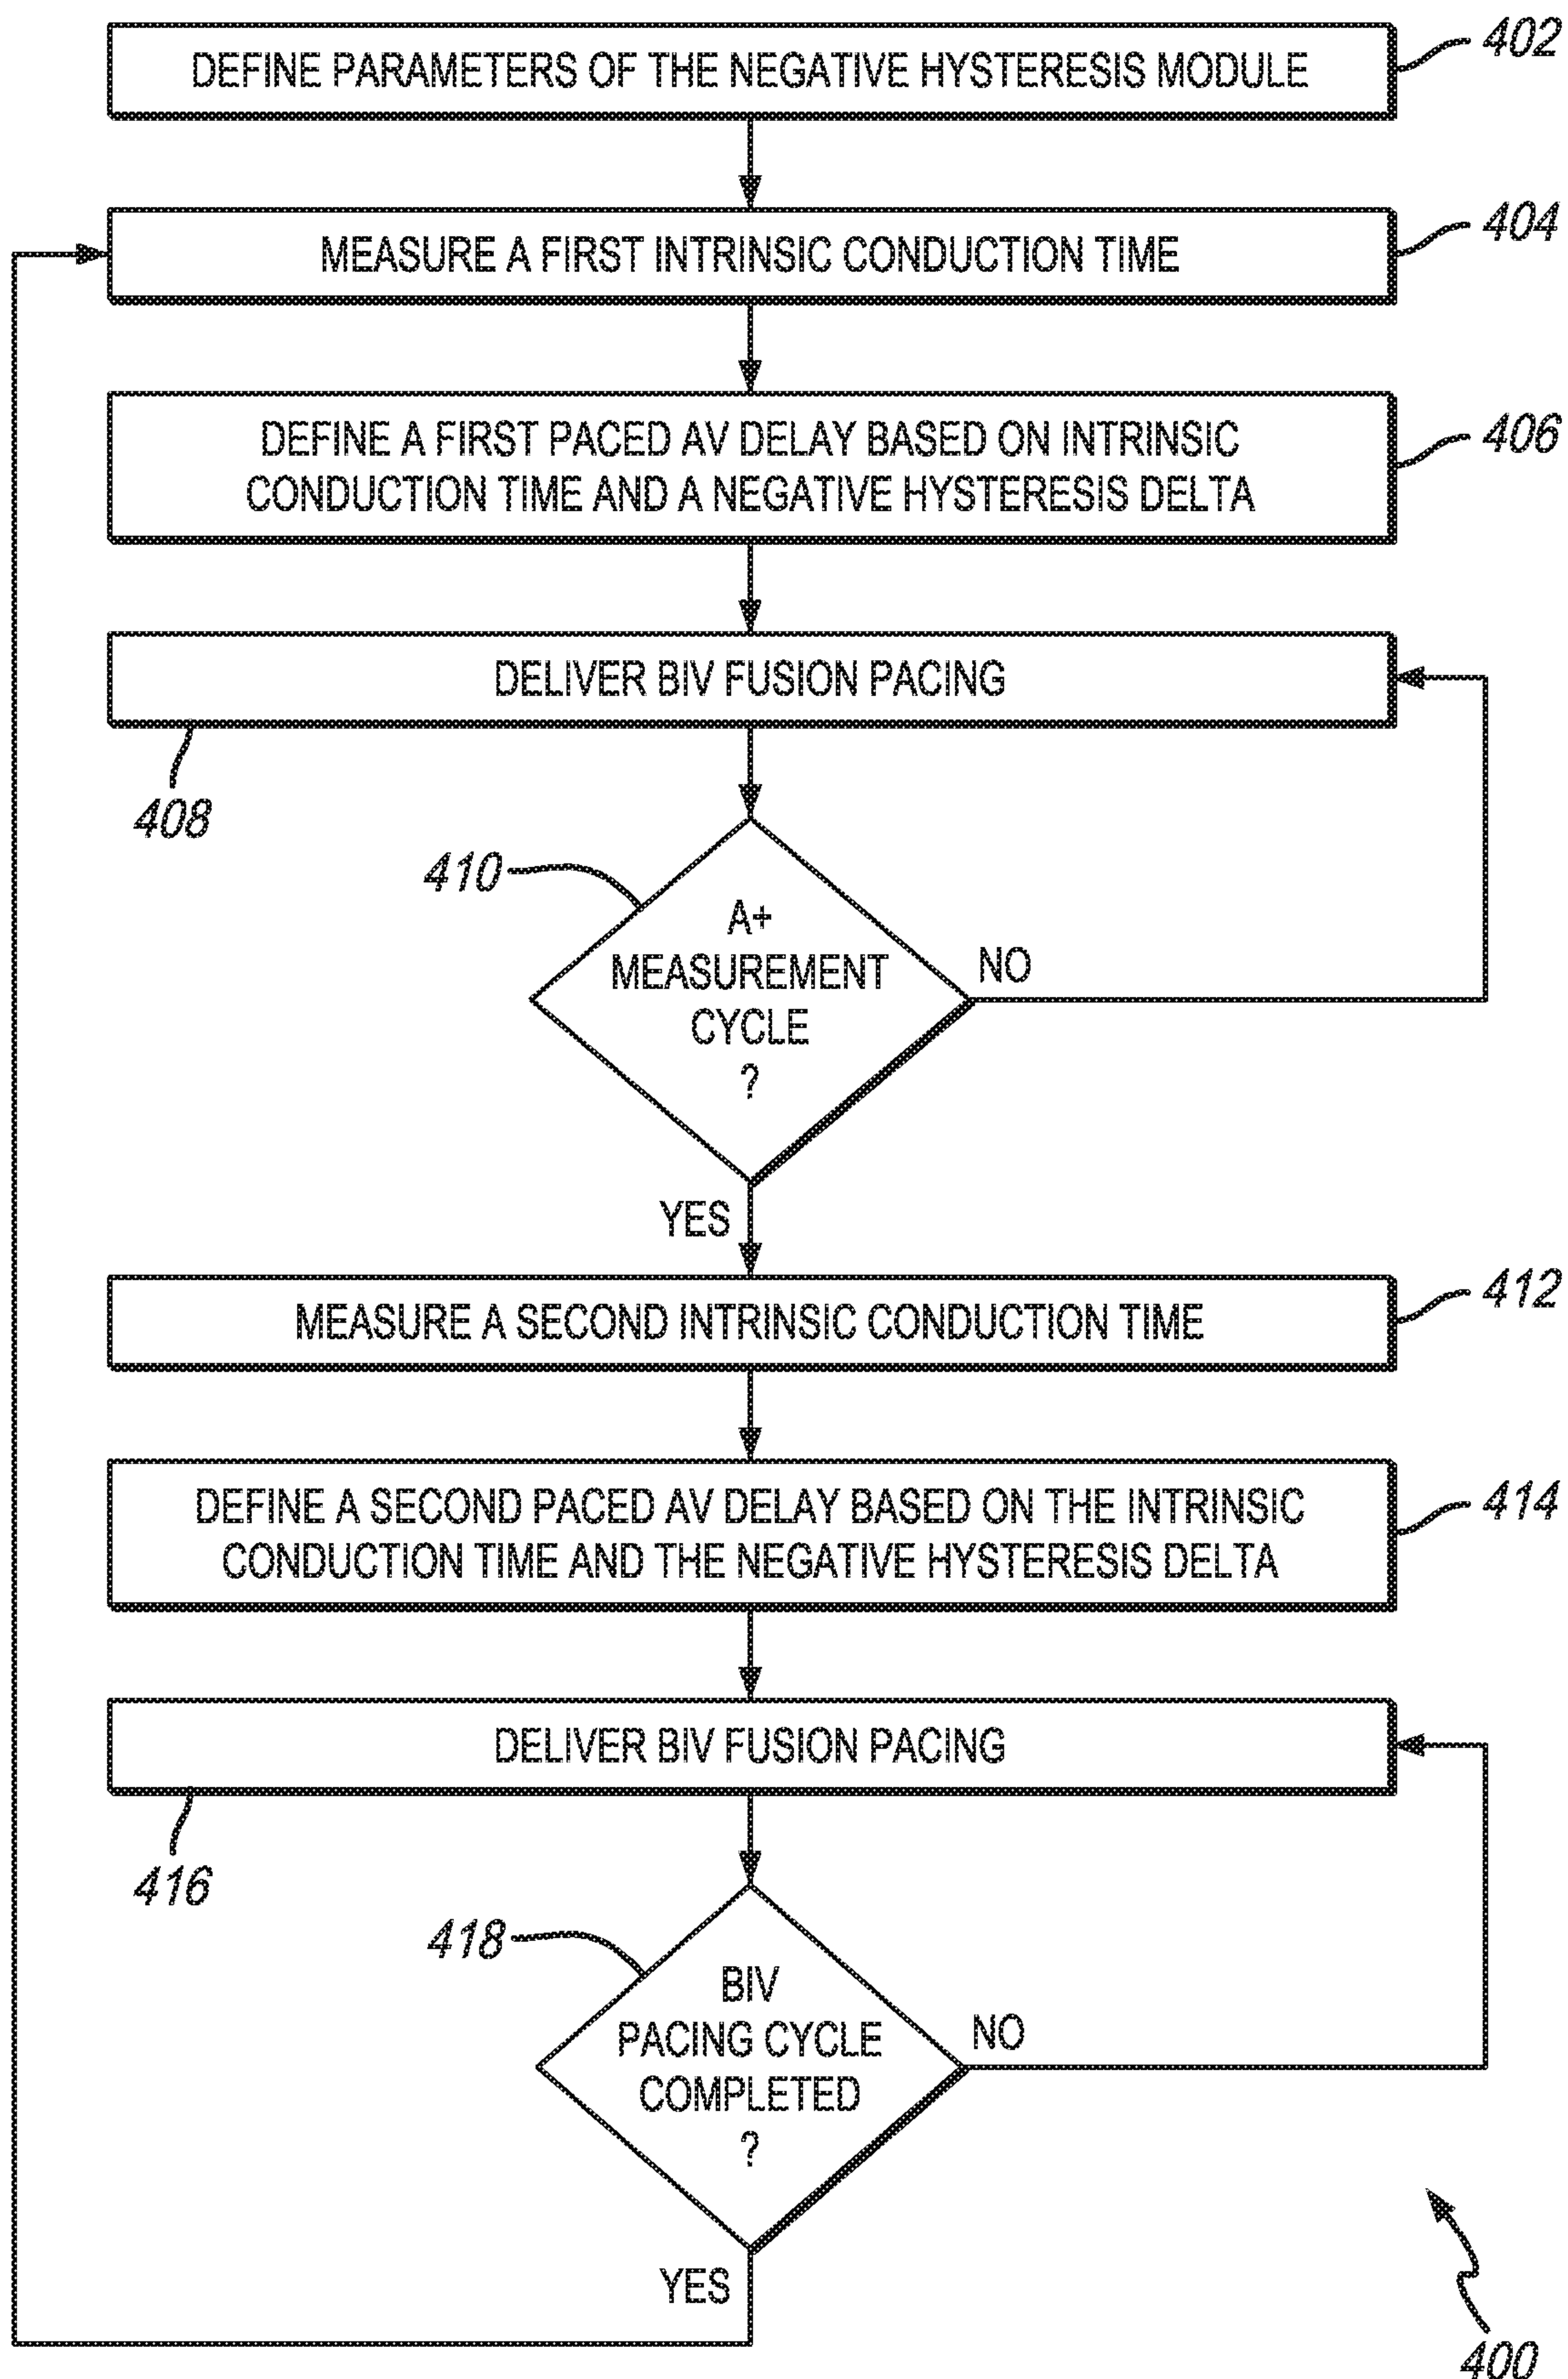 DEFINE PARAMETERS OF THE NEGATIVE HYSTERESIS MODULE
402
MEASURE A FIRST INTRINSIC CONDUCTION TIME
404
DEFINE A FIRST PACED AV DELAY BASED ON INTRINSIC
CONDUCTION TIME AND A NEGATIVE HYSTERESIS DELTA
406
DELIVER BIV FUSION PACING
408
410
A+
MEASUREMENT
CYCLE
?
NO
YES
MEASURE A SECOND INTRINSIC CONDUCTION TIME
412
DEFINE A SECOND PACED AV DELAY BASED ON THE INTRINSIC
CONDUCTION TIME AND THE NEGATIVE HYSTERESIS DELTA
414
DELIVER BIV FUSION PACING
416
418
BIV
PACING CYCLE
COMPLETED
?
NO
YES
400